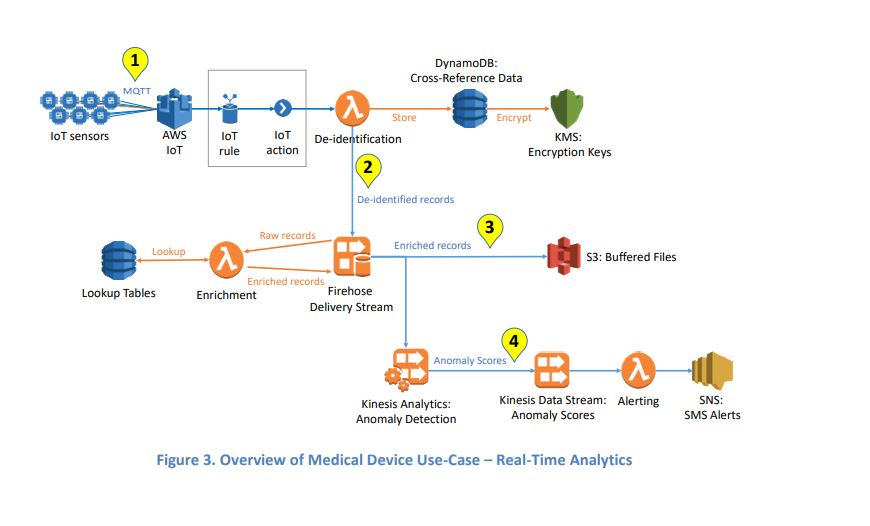 1
MQTT
IoT sensors
AWS
IoT
IoT
rule
IoT
action
De-identification
Store
DynamoDB:
Cross-Reference Data
Encrypt
KMS:
Encryption Keys
2
De-identified records
Lookup Tables
Lookup
Enrichment
Raw records
Enriched records
Firehose
Delivery Stream
Enriched records
3
S3: Buffered Files
Kinesis Analytics:
Anomaly Detection
Anomaly Scores
4
Kinesis Data Stream:
Anomaly Scores
Alerting
SNS:
SMS Alerts
Figure 3. Overview of Medical Device Use-Case – Real-Time Analytics